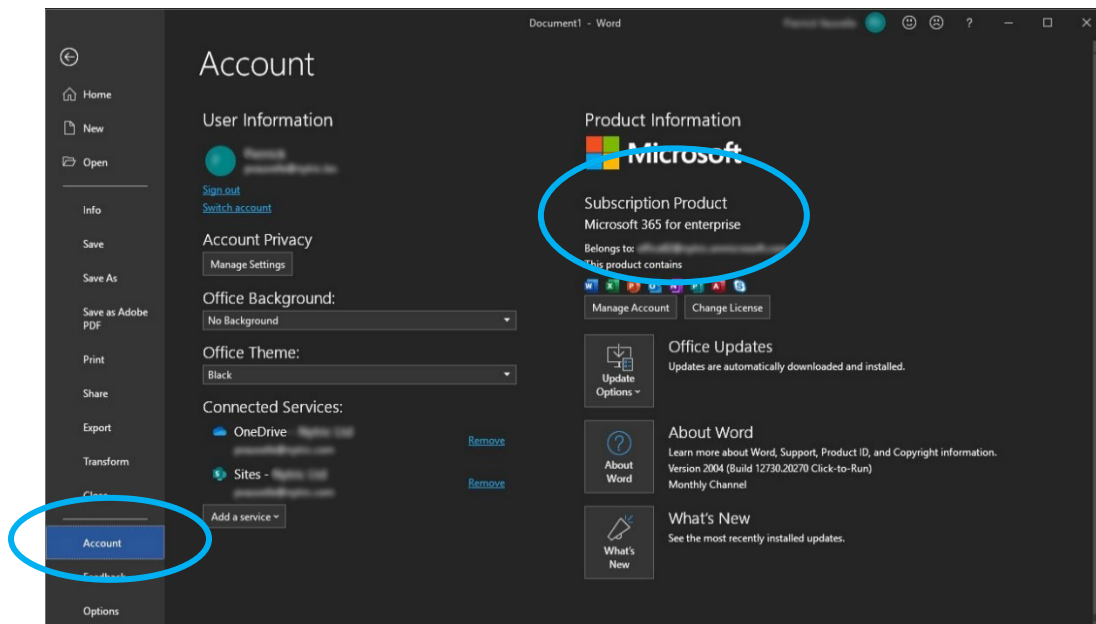 Document1 - Word
?
Account
Home
New
Open
Info
Save
Save As
Save as Adobe
PDF
Print
Share
Export
Transform
Close
Account
Feedback
Options
User Information
Sign out
Switch account
Account Privacy
Manage Settings
Office Background:
No Background
Office Theme:
Black
Connected Services:
OneDrive
Remove
Sites -
Remove
Add a service
Product Information
Microsoft
Subscription Product
Microsoft 365 for enterprise
Belongs to:
This product contains
Manage Account
Change License
Update
Options
Office Updates
Updates are automatically downloaded and installed.
About
Word
About Word
Learn more about Word, Support, Product ID, and Copyright information.
Version 2004 (Build 12730.20270 Click-to-Run)
Monthly Channel
What's
New
What's New
See the most recently installed updates.